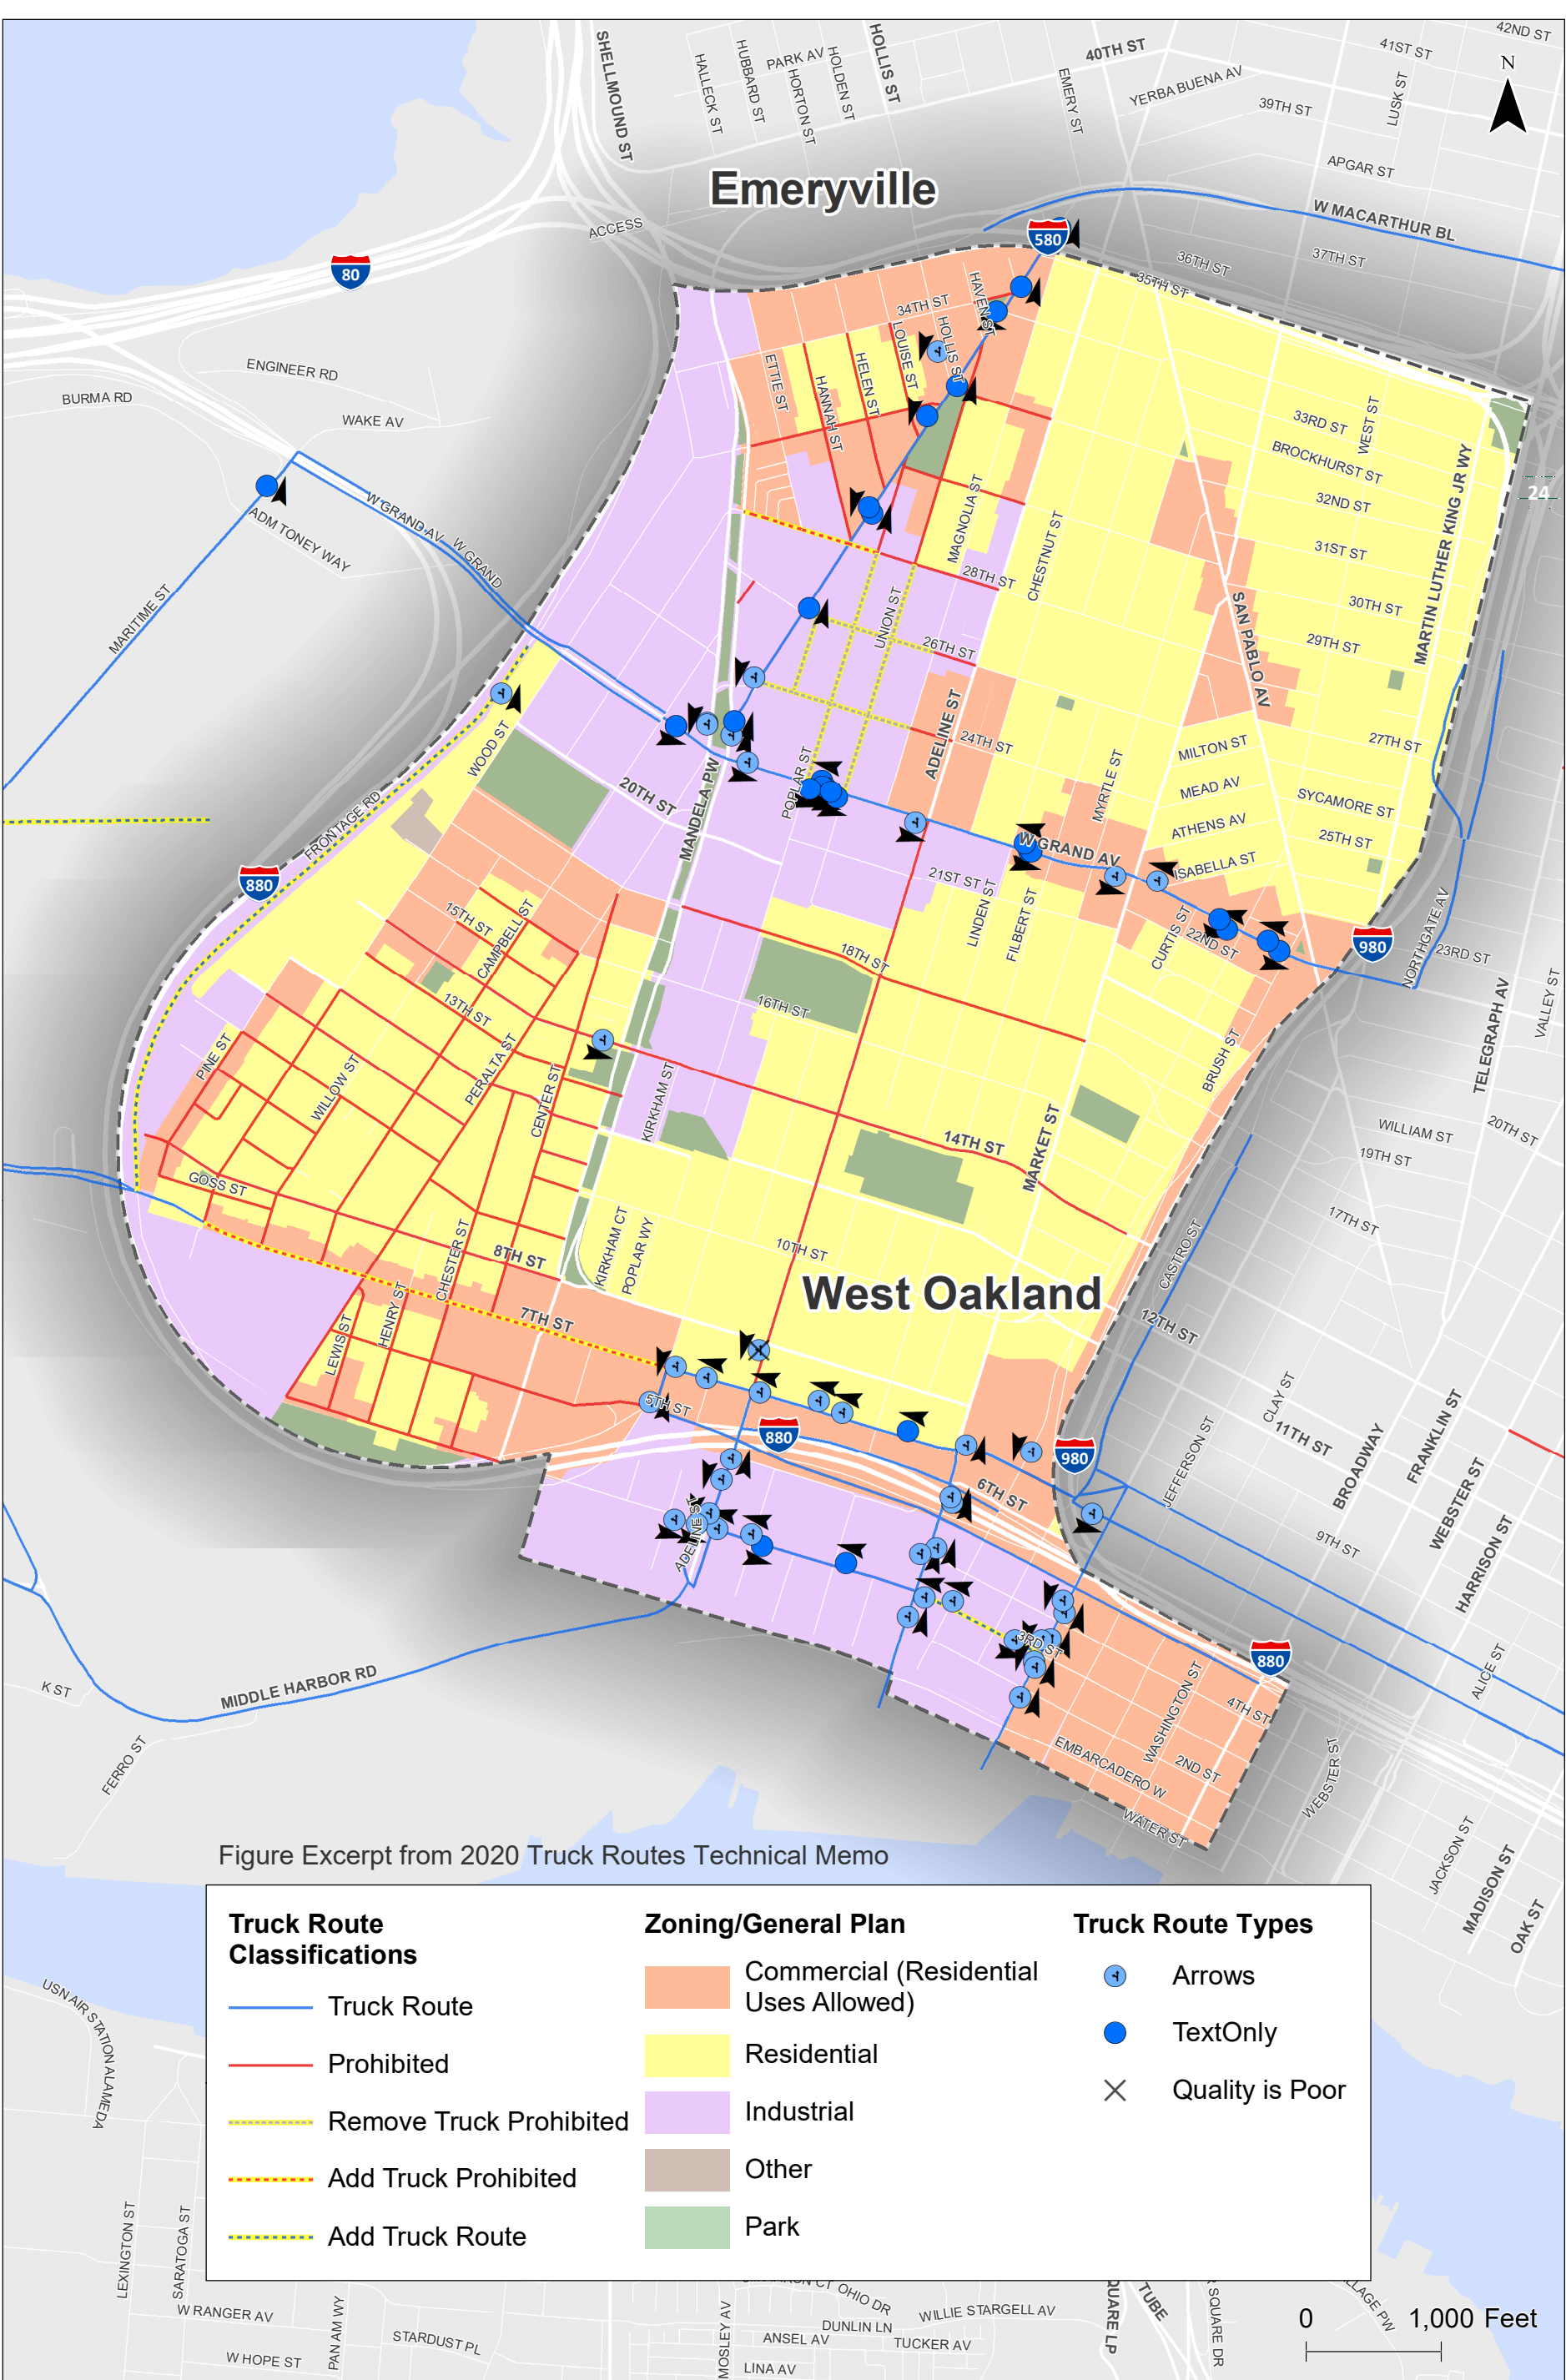 42ND ST
41ST ST
40TH ST
PARK AV
HOLLIS ST
HOLDEN ST
HORTON ST
HUBBARD ST
HALLECK ST
SHELLMOUND ST
EMERY ST
YERBA BUENA AV
39TH ST
LUSK ST
N
APGAR ST
Emeryville
W MACARTHUR BL
ACCESS
580
80
37TH ST
36TH ST
35TH ST
34TH ST
HAVEN ST
HOLLIS ST
LOUISE ST
HELEN ST
HANNAH ST
ETTIE ST
ENGINEER RD
BURMA RD
WAKE AV
33RD ST
WEST ST
BROCKHURST ST
32ND ST
31ST ST
30TH ST
29TH ST
MARTIN LUTHER KING JR WY
24
W GRAND AV
W GRAND
ADM TONEY WAY
MARITIME ST
MAGNOLIA ST
CHESTNUT ST
28TH ST
UNION ST
26TH ST
SAN PABLO AV
27TH ST
ADELINE ST
24TH ST
MILTON ST
MEAD AV
ATHENS AV
SYCAMORE ST
25TH ST
ISABELLA ST
MYRTLE ST
WOOD ST
20TH ST
MANDELA PW
POPLAR ST
W GRAND AV
FRONTAGE RD
880
21ST ST
LINDEN ST
FILBERT ST
CURTIS ST
22ND ST
980
NORTHGATE AV
23RD ST
TELEGRAPH AV
VALLEY ST
15TH ST
CAMPBELL ST
18TH ST
16TH ST
13TH ST
PINE ST
WILLOW ST
PERALTA ST
CENTER ST
KIRKHAM ST
BRUSH ST
14TH ST
MARKET ST
WILLIAM ST
20TH ST
19TH ST
17TH ST
GOSS ST
8TH ST
CHESTER ST
KIRKHAM CT
POPLAR WY
10TH ST
CASTRO ST
West Oakland
12TH ST
7TH ST
HENRY ST
LEWIS ST
5TH ST
880
980
6TH ST
CLAY ST
11TH ST
JEFFERSON ST
BROADWAY
FRANKLIN ST
WEBSTER ST
HARRISON ST
9TH ST
ADELINE ST
3RD ST
880
ALICE ST
K ST
MIDDLE HARBOR RD
FERRO ST
WASHINGTON ST
4TH ST
2ND ST
EMBARCADERO W
WATER ST
WEBSTER ST
JACKSON ST
MADISON ST
OAK ST
Figure Excerpt from 2020 Truck Routes Technical Memo
Truck Route
Classifications
Truck Route
Prohibited
Remove Truck Prohibited
Add Truck Prohibited
Add Truck Route
Zoning/General Plan
Commercial (Residential
Uses Allowed)
Residential
Industrial
Other
Park
Truck Route Types
Arrows
TextOnly
Quality is Poor
USN AIR STATION ALAMEDA
LEXINGTON ST
SARATOGA ST
W RANGER AV
PAN AM WY
STARDUST PL
W HOPE ST
MOSLEY AV
OHIO DR
DUNLIN LN
ANSEL AV
TUCKER AV
LINA AV
WILLIE STARGELL AV
TUBE
SQUARE DR
0 1,000 Feet